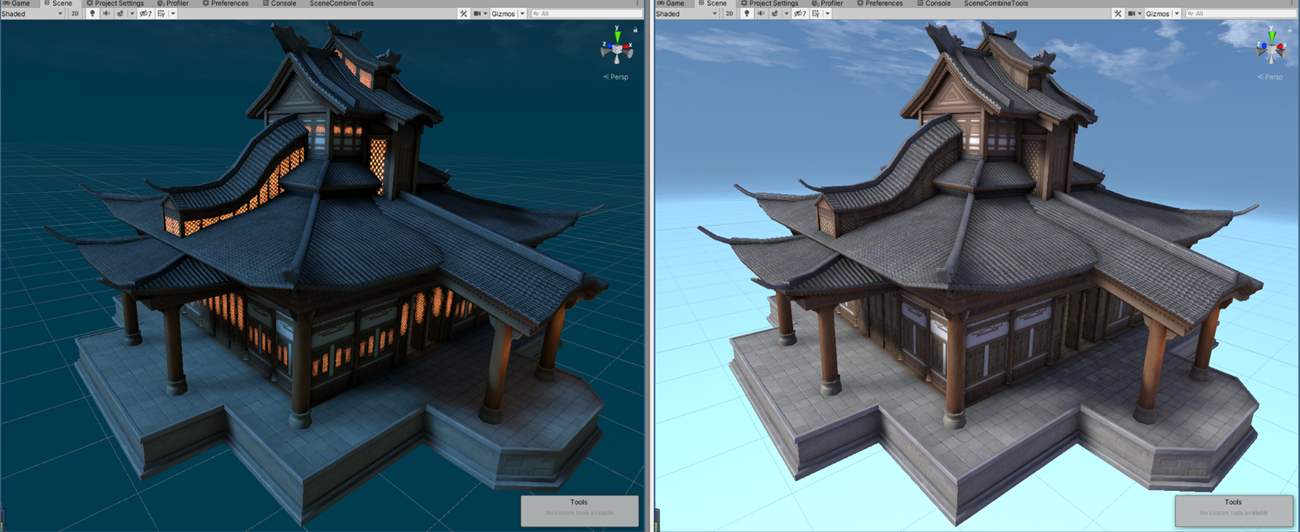 Game Scene Project Settings Profiler Preferences Console SceneCombineTools
Shaded 2D 7 Gizmos All
y
z x
Persp
Tools
No custom tools available
Game Scene Project Settings Profiler Preferences Console SceneCombineTools
Shaded 2D 7 Gizmos All
y
z
Persp
Tools
No custom tools available